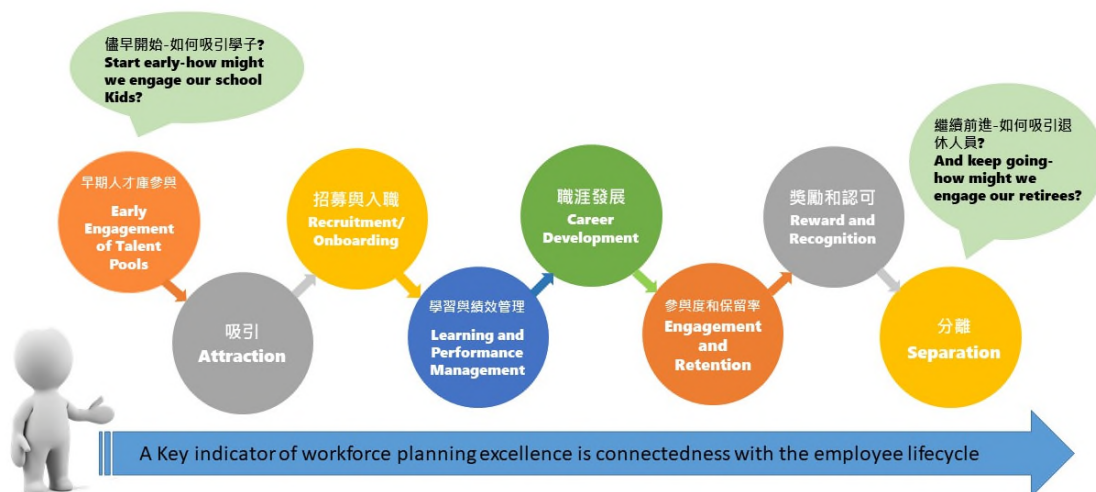 儘早開始-如何吸引學子?
Start early-how might
we engage our school
Kids?
繼續前進-如何吸引退
休人員?
And keep going-
how might we
engage our retirees?
早期人才庫參與
Early
Engagement
of Talent
Pools
吸引
Attraction
招募與入職
Recruitment/
Onboarding
學習與績效管理
Learning and
Performance
Management
職涯發展
Career
Development
參與度和保留率
Engagement
and
Retention
獎勵和認可
Reward and
Recognition
分離
Separation
A Key indicator of workforce planning excellence is connectedness with the employee lifecycle